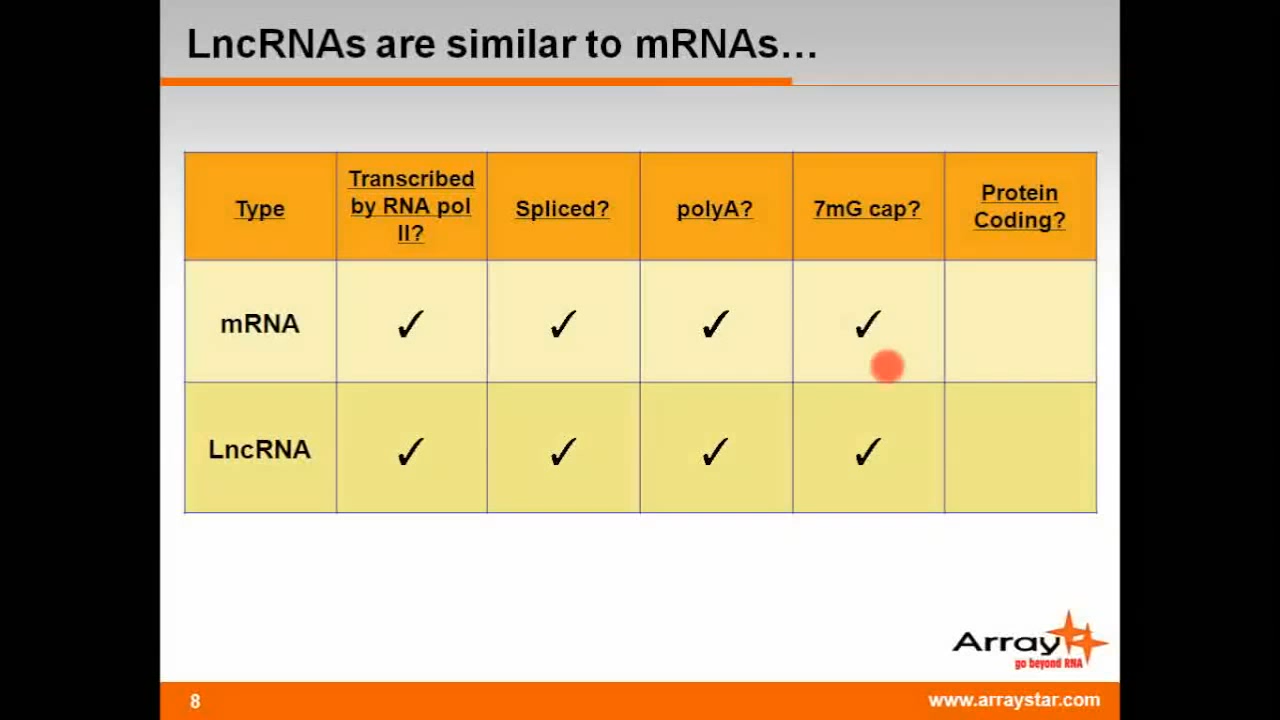 LncRNAs are similar to mRNAs...
Type
Transcribed
by RNA pol
II?
Spliced?
polyA?
7mG cap?
Protein
Coding?
mRNA
✓
✓
✓
✓
LncRNA
✓
✓
✓
✓
Array
go beyond RNA
8
www.arraystar.com